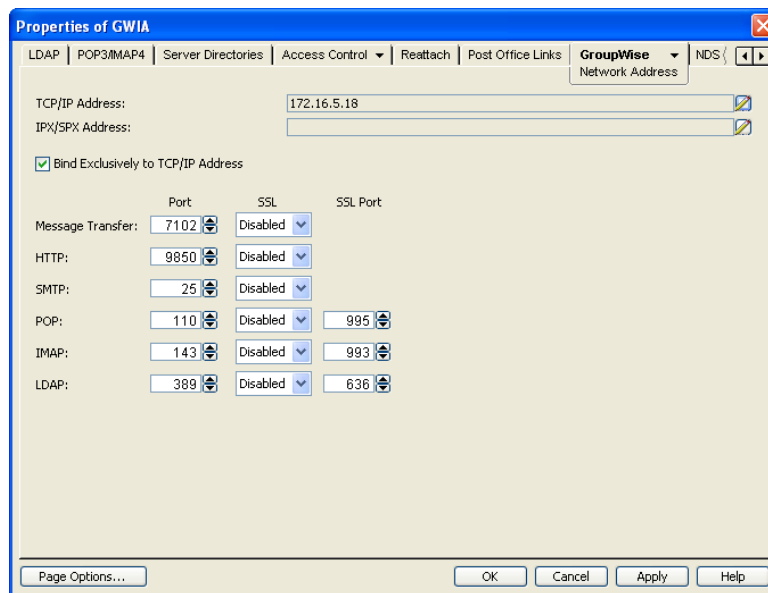 Properties of GWIA
LDAP POP3/IMAP4 Server Directories Access Control Reattach Post Office Links GroupWise NDS
Network Address
TCP/IP Address: 172.16.5.18
IPX/SPX Address:
Bind Exclusively to TCP/IP Address
Port SSL SSL Port
Message Transfer: 7102 Disabled
HTTP: 9850 Disabled
SMTP: 25 Disabled
POP: 110 Disabled 995
IMAP: 143 Disabled 993
LDAP: 389 Disabled 636
Page Options... OK Cancel Apply Help